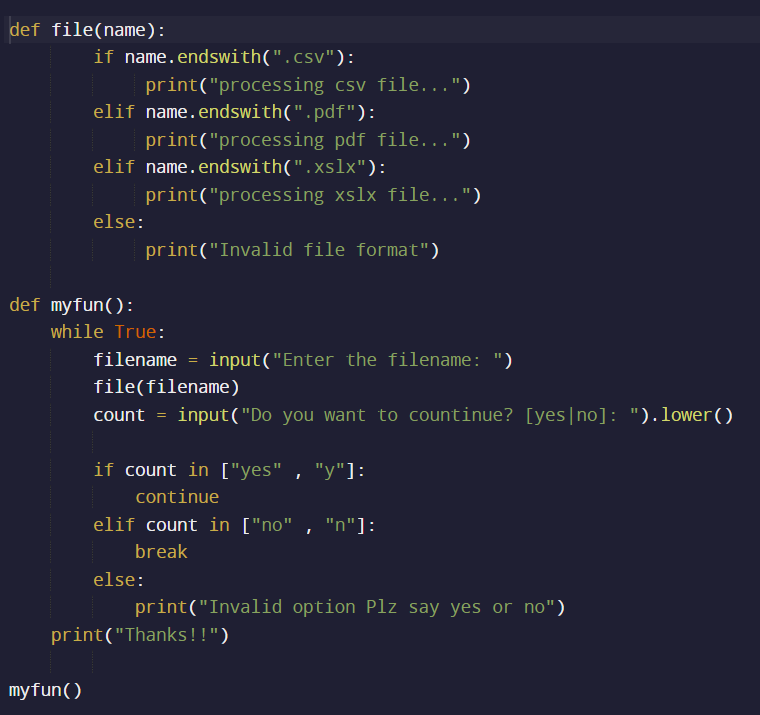 def file(name):
        if name.endswith(".csv"):
             print("processing csv file...")
        elif name.endswith(".pdf"):
             print("processing pdf file...")
        elif name.endswith(".xslx"):
             print("processing xslx file...")
        else:
             print("Invalid file format")

def myfun():
    while True:
        filename = input("Enter the filename: ")
        file(filename)
        count = input("Do you want to countinue? [yes|no]: ").lower()

        if count in ["yes" , "y"]:
            continue
        elif count in ["no" , "n"]:
            break
        else:
            print("Invalid option Plz say yes or no")
    print("Thanks!!")

myfun()